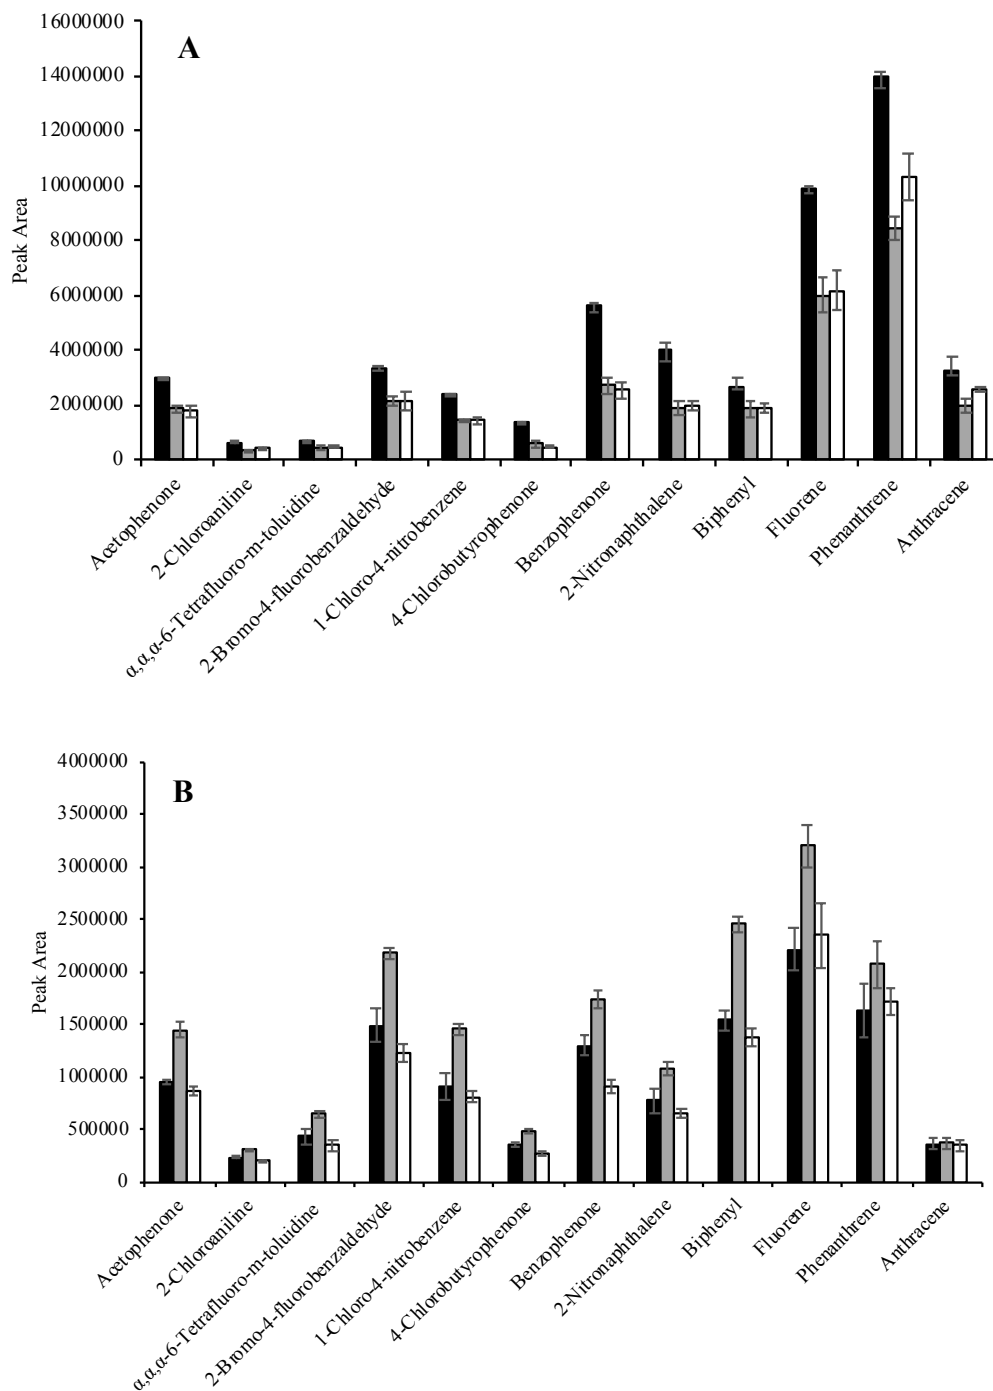 A
Peak Area
16000000
14000000
12000000
10000000
8000000
6000000
4000000
2000000
0
Acetophenone
2-Chloroaniline
α,α,α-6-Tetrafluoro-m-toluidine
2-Bromo-4-fluorobenzaldehyde
1-Chloro-4-nitrobenzene
4-Chlorobutyrophenone
Benzophenone
2-Nitronaphthalene
Biphenyl
Fluorene
Phenanthrene
Anthracene
B
Peak Area
4000000
3500000
3000000
2500000
2000000
1500000
1000000
500000
0
Acetophenone
2-Chloroaniline
α,α,α-6-Tetrafluoro-m-toluidine
2-Bromo-4-fluorobenzaldehyde
1-Chloro-4-nitrobenzene
4-Chlorobutyrophenone
Benzophenone
2-Nitronaphthalene
Biphenyl
Fluorene
Phenanthrene
Anthracene